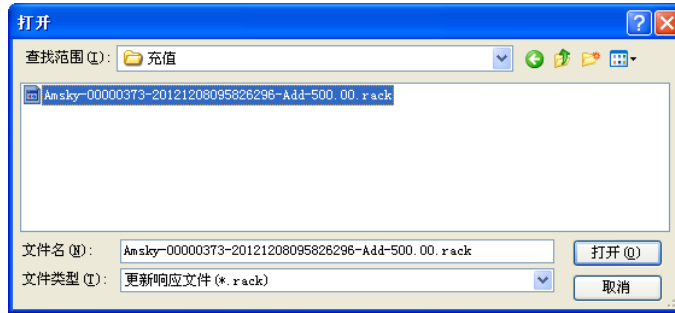 打开
查找范围(I):
充值
Amsky-00000373-20121208095826296-Add-500.00.rack
文件名(N):
Amsky-00000373-20121208095826296-Add-500.00.rack
打开(O)
文件类型(T):
更新响应文件(*.rack)
取消